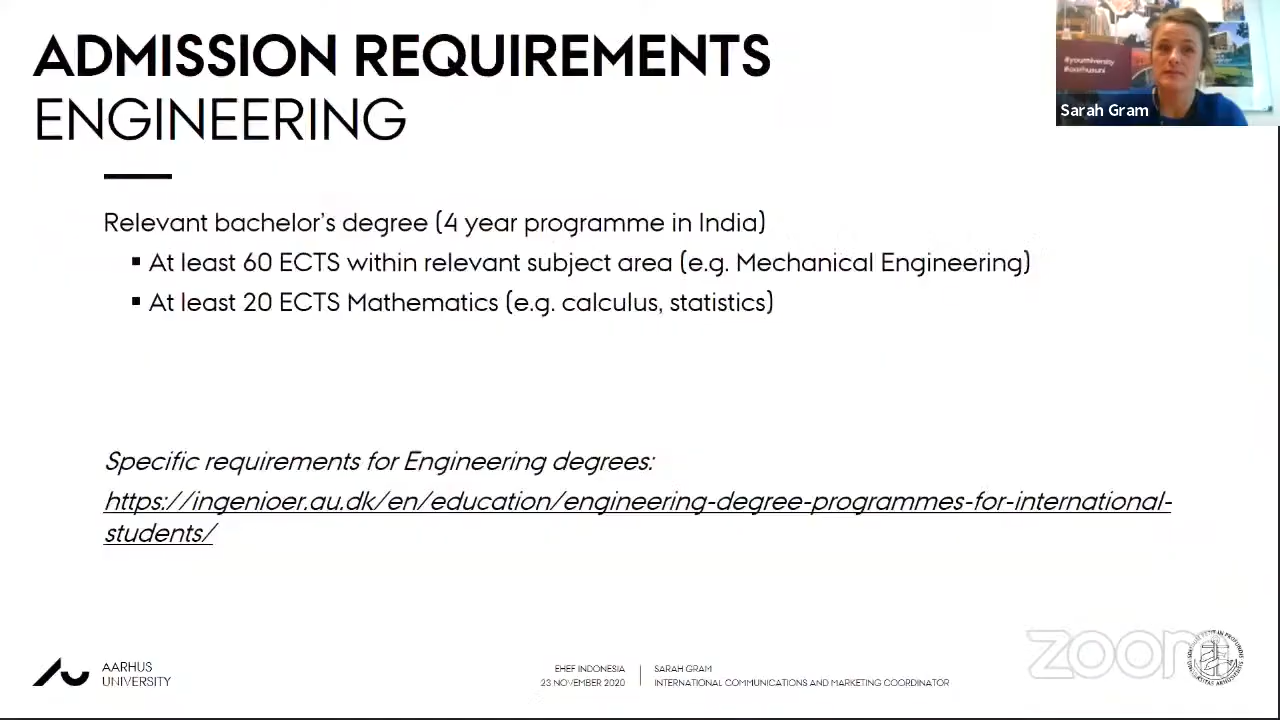 ADMISSION REQUIREMENTS
ENGINEERING
#youruniversity
#aarhusuni
Sarah Gram
Relevant bachelor's degree (4 year programme in India)
▪ At least 60 ECTS within relevant subject area (e.g. Mechanical Engineering)
▪ At least 20 ECTS Mathematics (e.g. calculus, statistics)
Specific requirements for Engineering degrees:
https://ingenioer.au.dk/en/education/engineering-degree-programmes-for-international-
students/
AARHUS
UNIVERSITY
EHEF INDONESIA
23 NOVEMBER 2020
SARAH GRAM
INTERNATIONAL COMMUNICATIONS AND MARKETING COORDINATOR
zoom